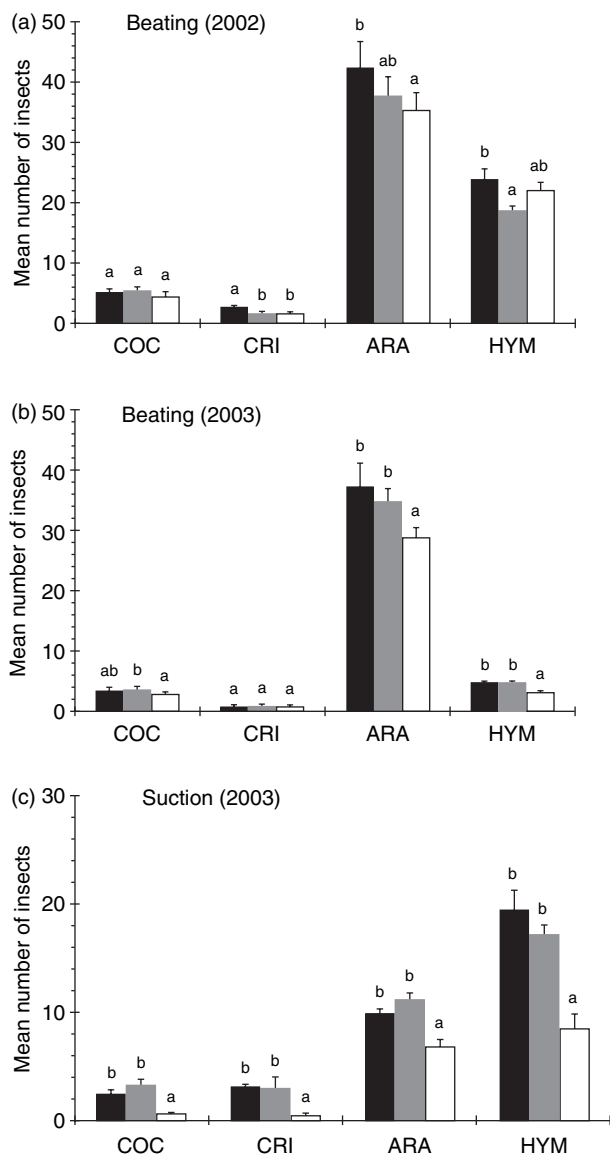 (a) Beating (2002)
Mean number of insects
50
40
30
20
10
0
a a a
a b b
b ab a
b a ab
COC CRI ARA HYM
(b) Beating (2003)
Mean number of insects
50
40
30
20
10
0
ab b a
a a a
b b a
b b a
COC CRI ARA HYM
(c) Suction (2003)
Mean number of insects
30
20
10
0
b b a
b b a
b b a
b b a
COC CRI ARA HYM